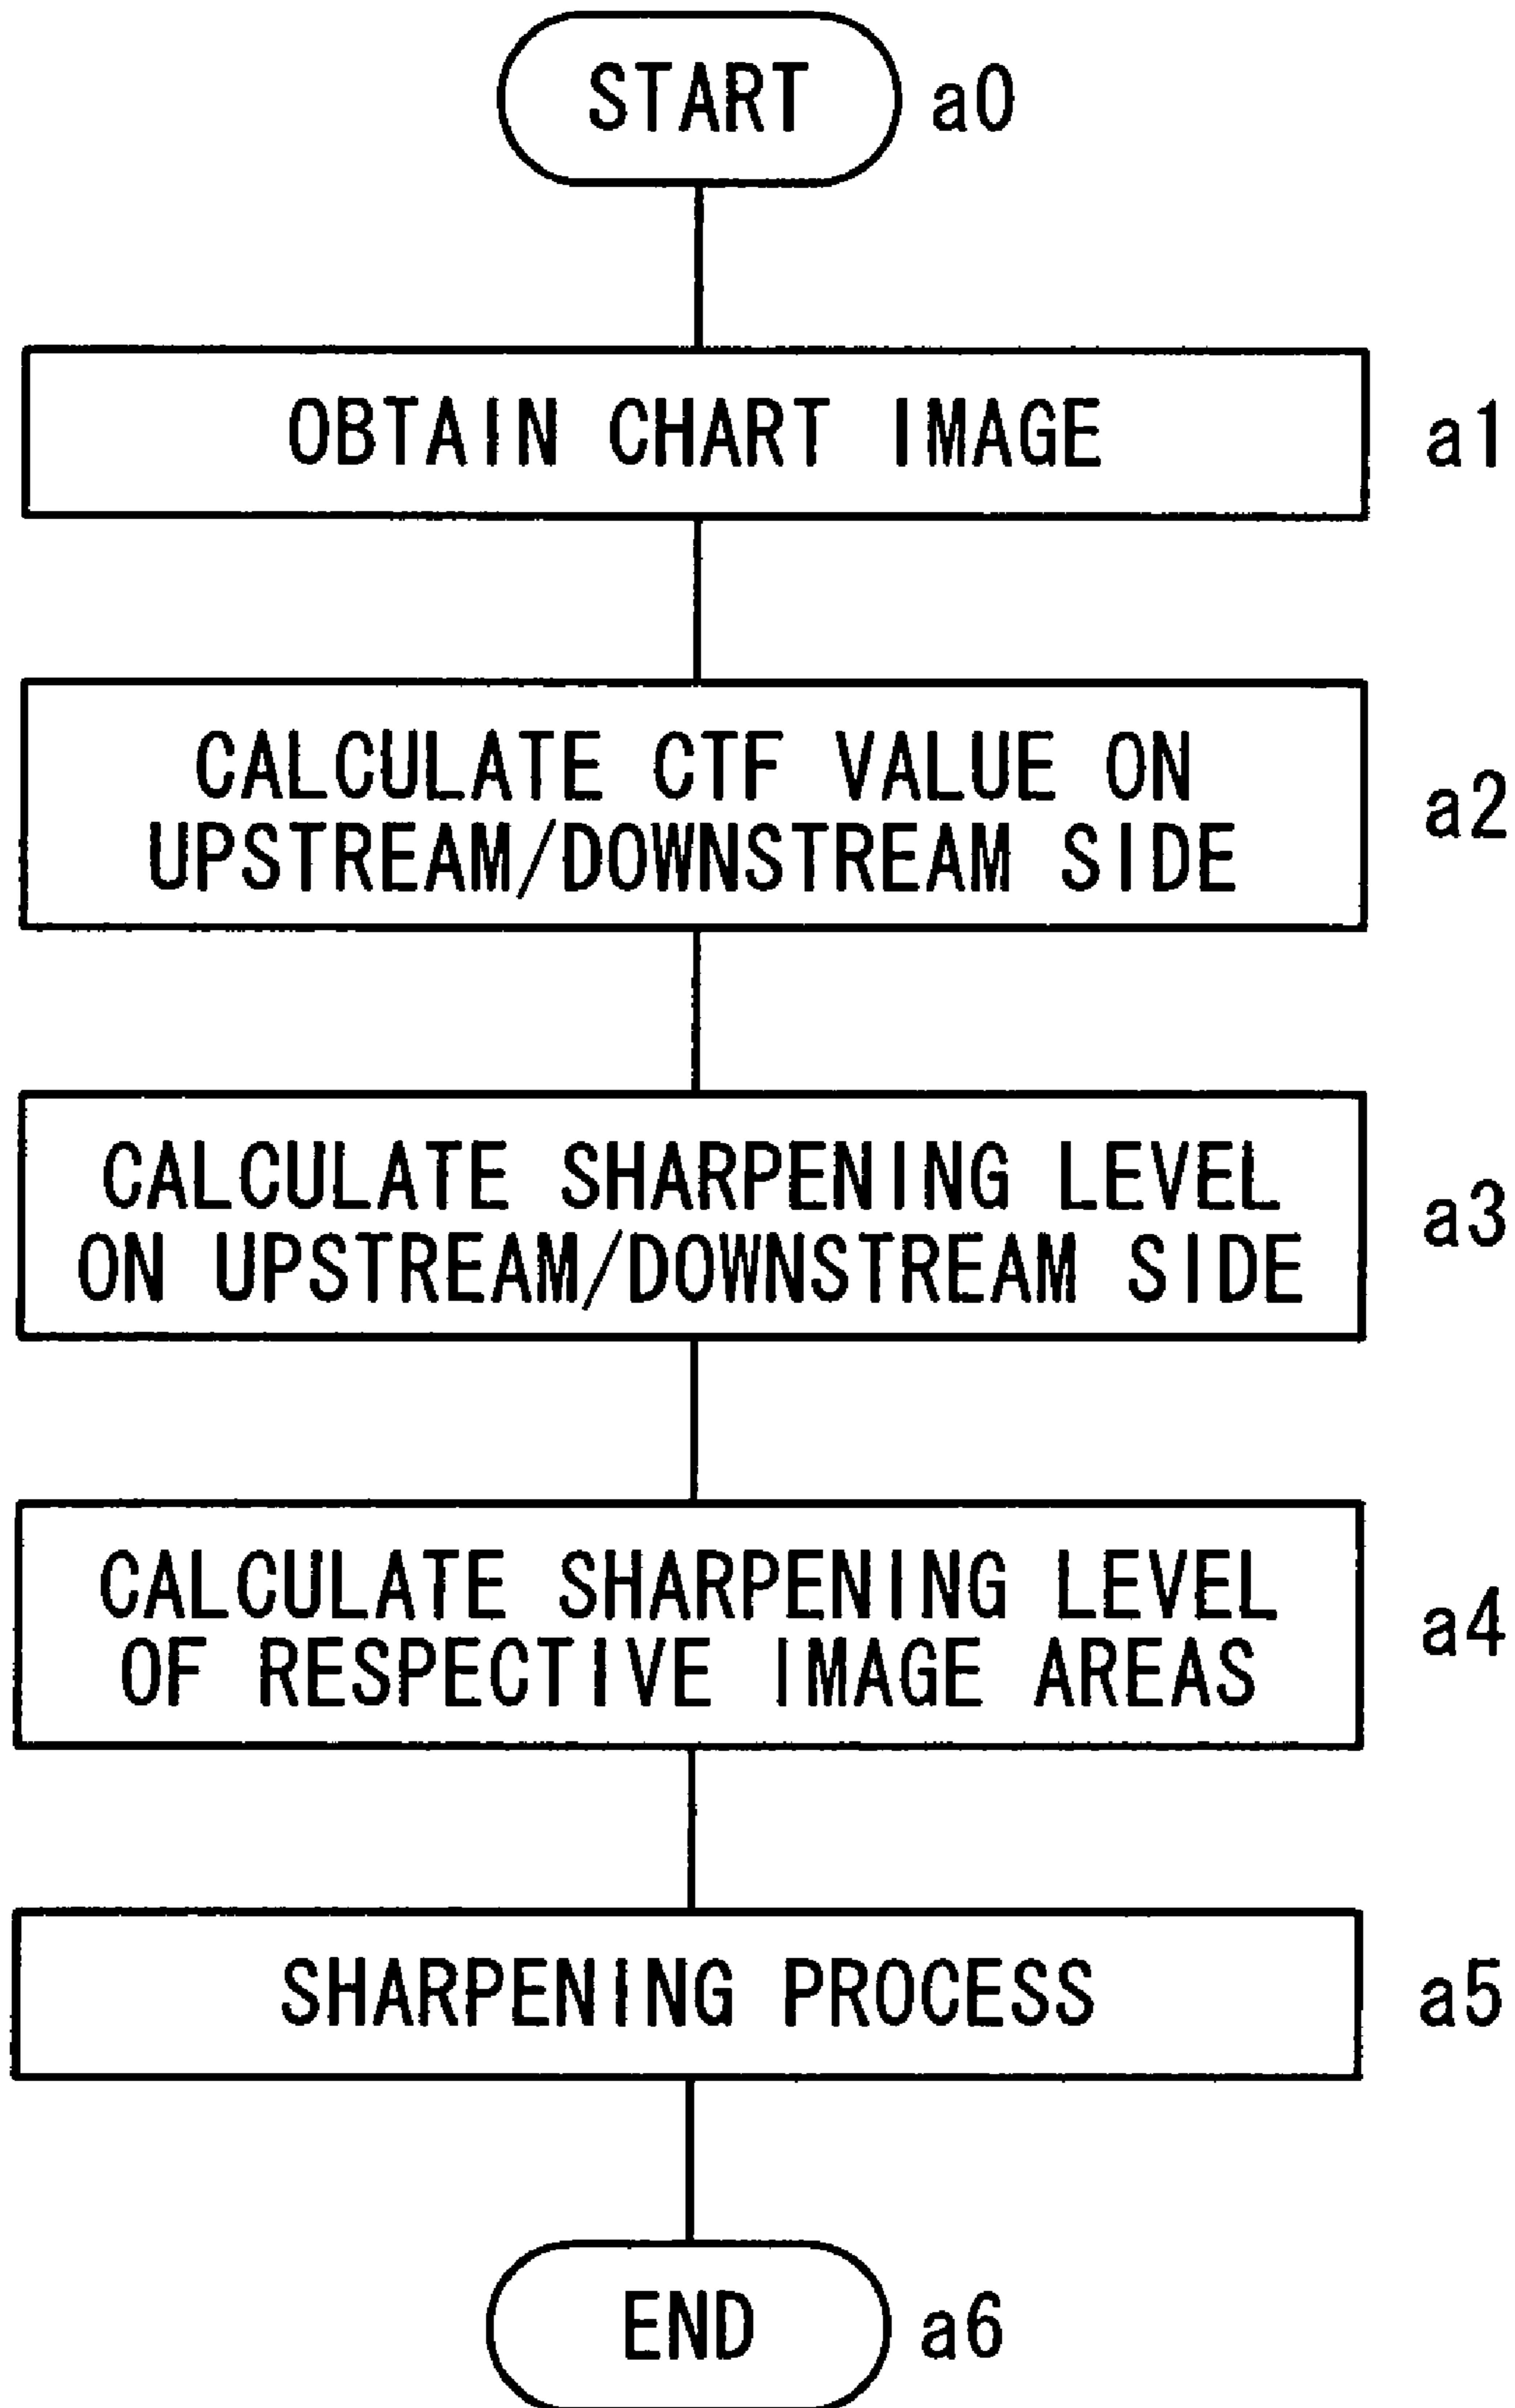 START a0
OBTAIN CHART IMAGE a1
CALCULATE CTF VALUE ON
UPSTREAM/DOWNSTREAM SIDE
a2
CALCULATE SHARPENING LEVEL
ON UPSTREAM/DOWNSTREAM SIDE
a3
CALCULATE SHARPENING LEVEL
OF RESPECTIVE IMAGE AREAS
a4
SHARPENING PROCESS a5
END a6